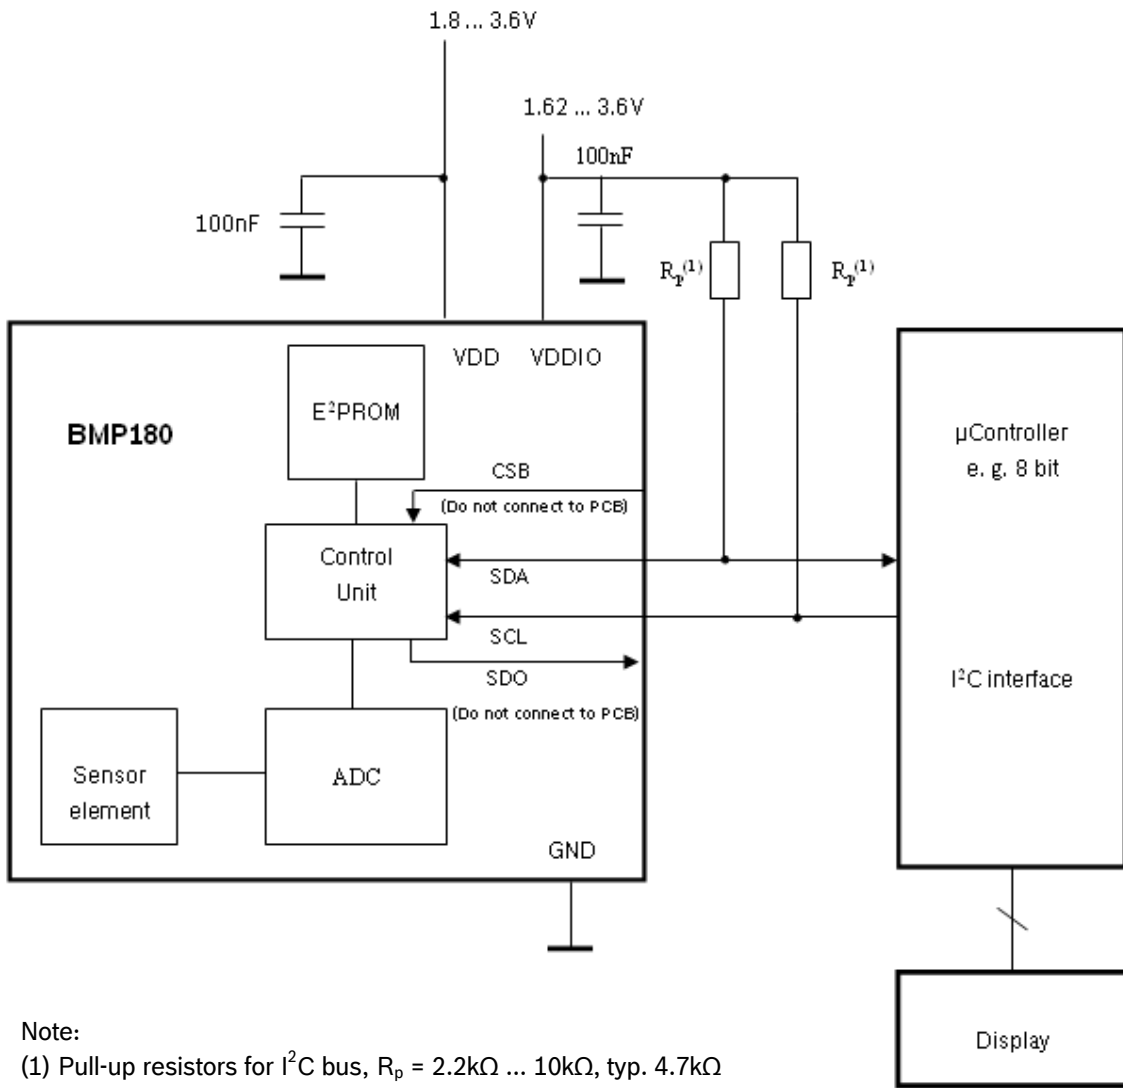 1.8 ... 3.6V
1.62 ... 3.6V
100nF
100nF
Rp(1)
Rp(1)
VDD
VDDIO
E²PROM
BMP180
µController
e. g. 8 bit
CSB
(Do not connect to PCB)
Control
Unit
SDA
SCL
SDO
(Do not connect to PCB)
I²C interface
Sensor
element
ADC
GND
Display
Note:
(1) Pull-up resistors for I²C bus, Rp = 2.2kΩ ... 10kΩ, typ. 4.7kΩ